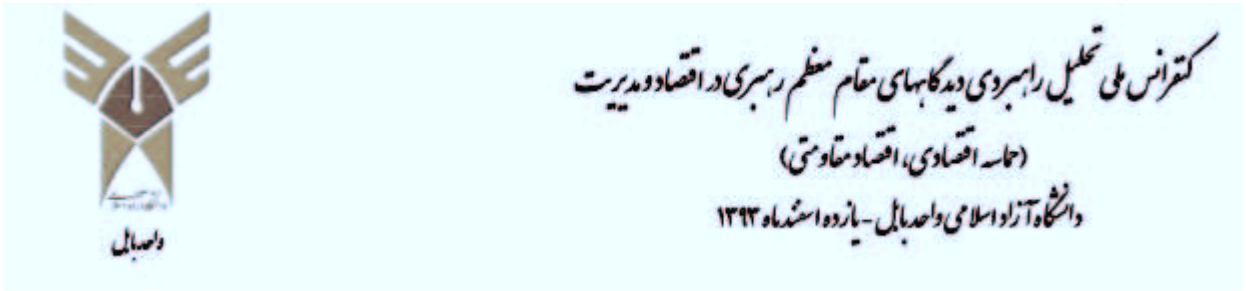 کنفرانس ملی تحلیل راهبردی دیدگاههای مقام معظم رهبری در اقتصاد و مدیریت
(حماسه اقتصادی، اقتصاد مقاومتی)
دانشگاه آزاد اسلامی واحد بابل - یازده اسفند ماه ۱۳۹۳
واحد بابل